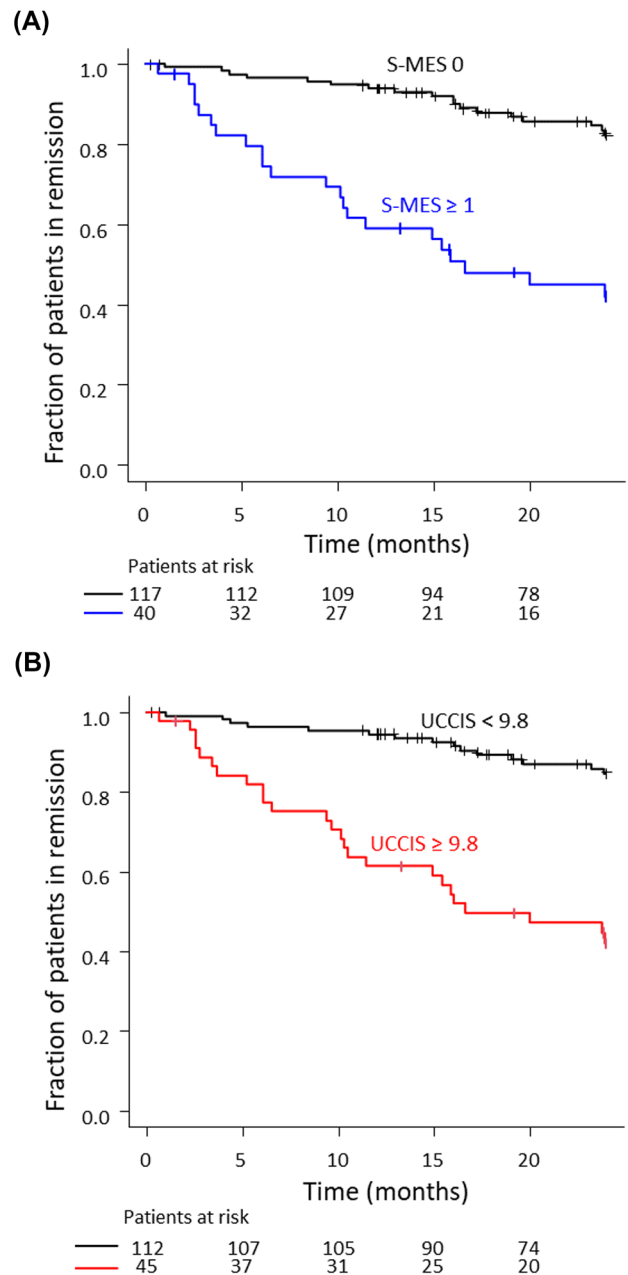 (A)
1.0
S-MES 0
0.8
S-MES ≥ 1
0.6
0.4
0.2
0.0
Fraction of patients in remission
0 5 10 15 20
Time (months)
Patients at risk
117 112 109 94 78
40 32 27 21 16
(B)
1.0
UCCIS < 9.8
0.8
UCCIS ≥ 9.8
0.6
0.4
0.2
0.0
Fraction of patients in remission
0 5 10 15 20
Time (months)
Patients at risk
112 107 105 90 74
45 37 31 25 20